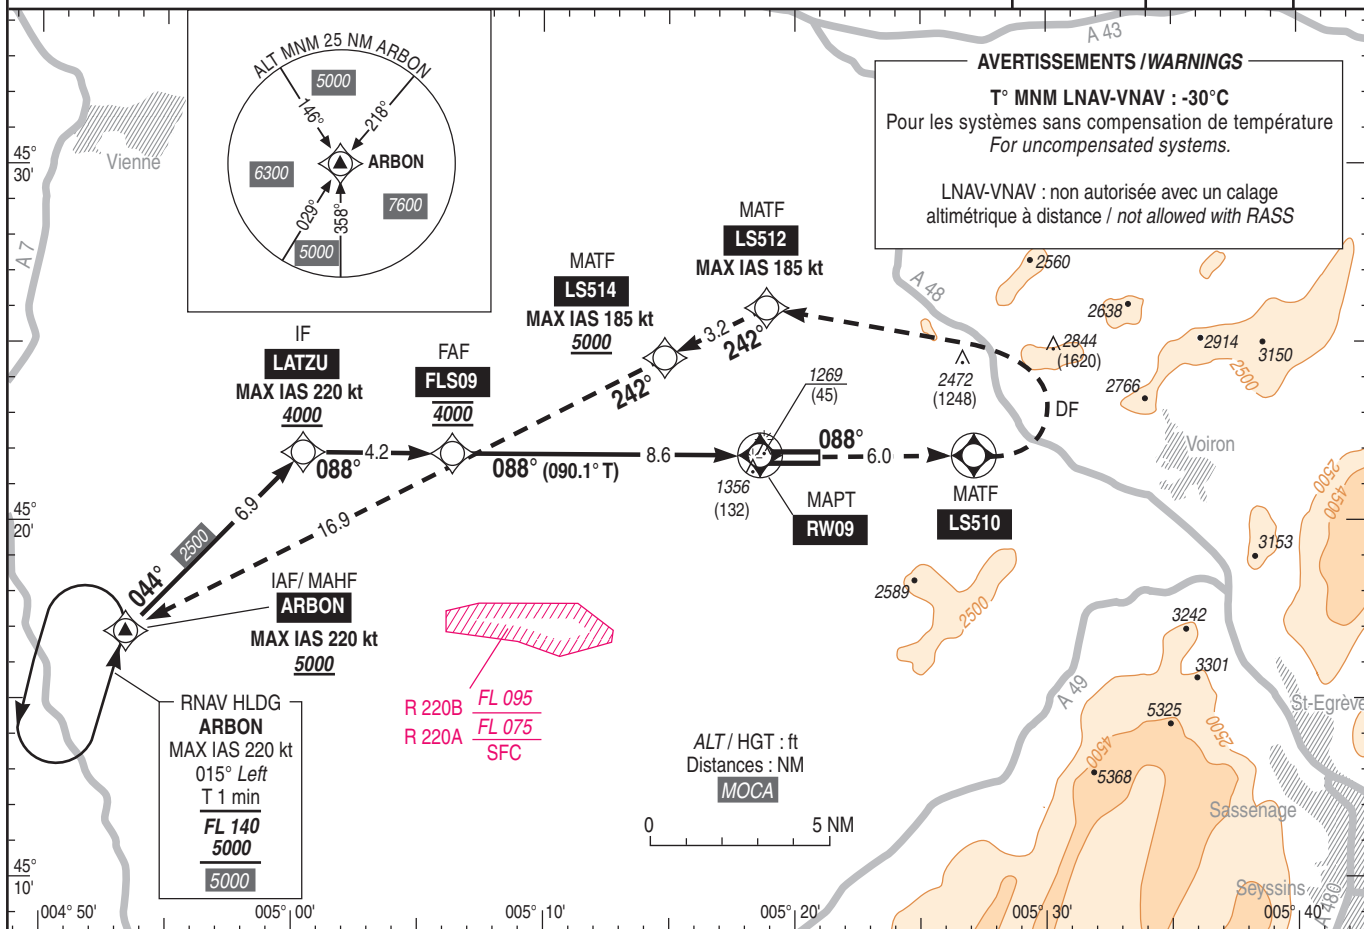 A 43
AVERTISSEMENTS / WARNINGS
T° MNM LNAV-VNAV : -30°C
Pour les systèmes sans compensation de température
For uncompensated systems.
LNAV-VNAV : non autorisée avec un calage
altimétrique à distance / not allowed with RASS
ALT MNM 25 NM ARBON
5000
146°
218°
ARBON
6300
7600
029°
358°
5000
Vienne
45°
30'
A 7
MATF
LS512
MAX IAS 185 kt
MATF
LS514
MAX IAS 185 kt
5000
3.2
242°
242°
A 48
2560
2638
2844
(1620)
2914
3150
2500
2766
2472
(1248)
DF
IF
LATZU
MAX IAS 220 kt
4000
FAF
FLS09
4000
1269
(45)
088°
4.2
088° (090.1° T)
8.6
088°
6.0
1356
(132)
MAPT
RW09
MATF
LS510
Voiron
2500
4500
45°
20'
6.9
2500
044°
16.9
3153
IAF/ MAHF
ARBON
MAX IAS 220 kt
5000
2589
2500
3242
3301
5325
2500
4500
5368
A 49
St-Egrève
R 220B
FL 095
R 220A
FL 075
SFC
RNAV HLDG
ARBON
MAX IAS 220 kt
015° Left
T 1 min
FL 140
5000
5000
ALT / HGT : ft
Distances : NM
MOCA
0
5 NM
Sassenage
Seyssins
A 480
45°
10'
004° 50'
005° 00'
005° 10'
005° 20'
005° 30'
005° 40'